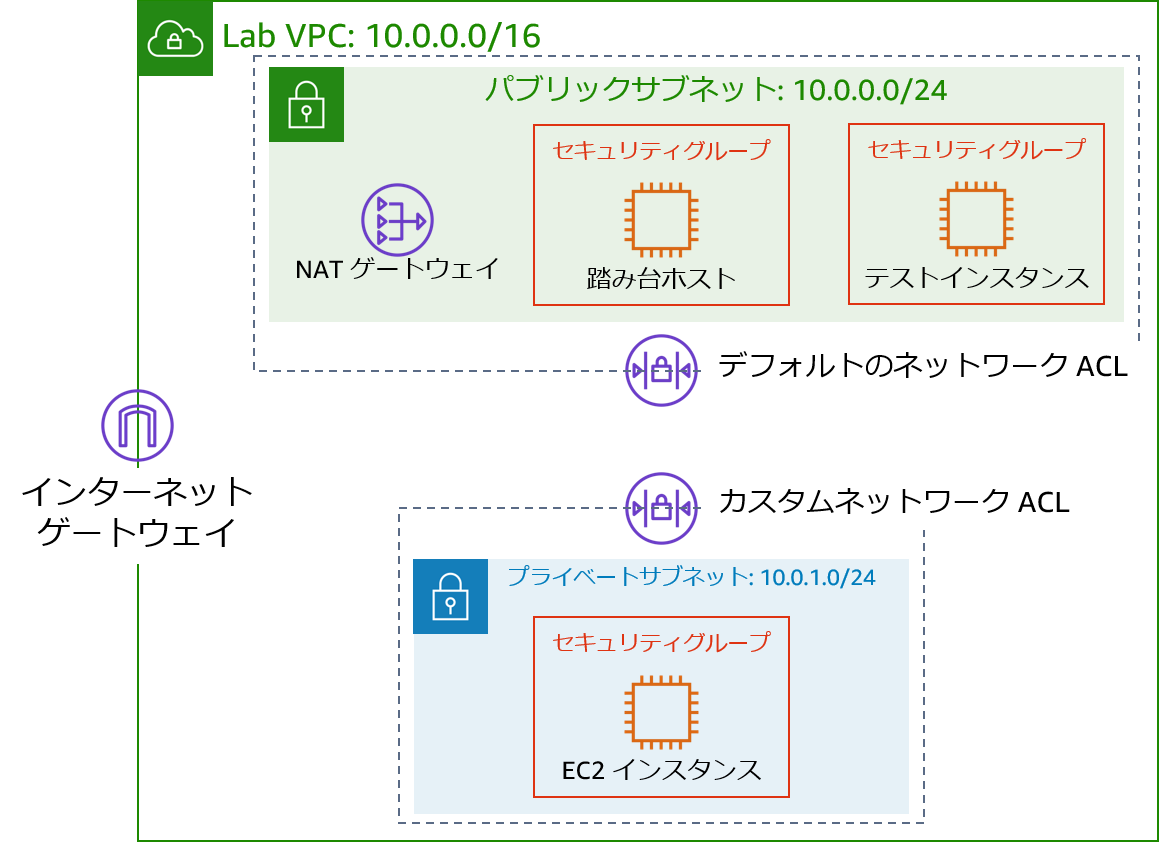 Lab VPC: 10.0.0.0/16
パブリックサブネット: 10.0.0.0/24
セキュリティグループ
セキュリティグループ
NAT ゲートウェイ
踏み台ホスト
テストインスタンス
デフォルトのネットワーク ACL
インターネット
ゲートウェイ
カスタムネットワーク ACL
プライベートサブネット: 10.0.1.0/24
セキュリティグループ
EC2 インスタンス